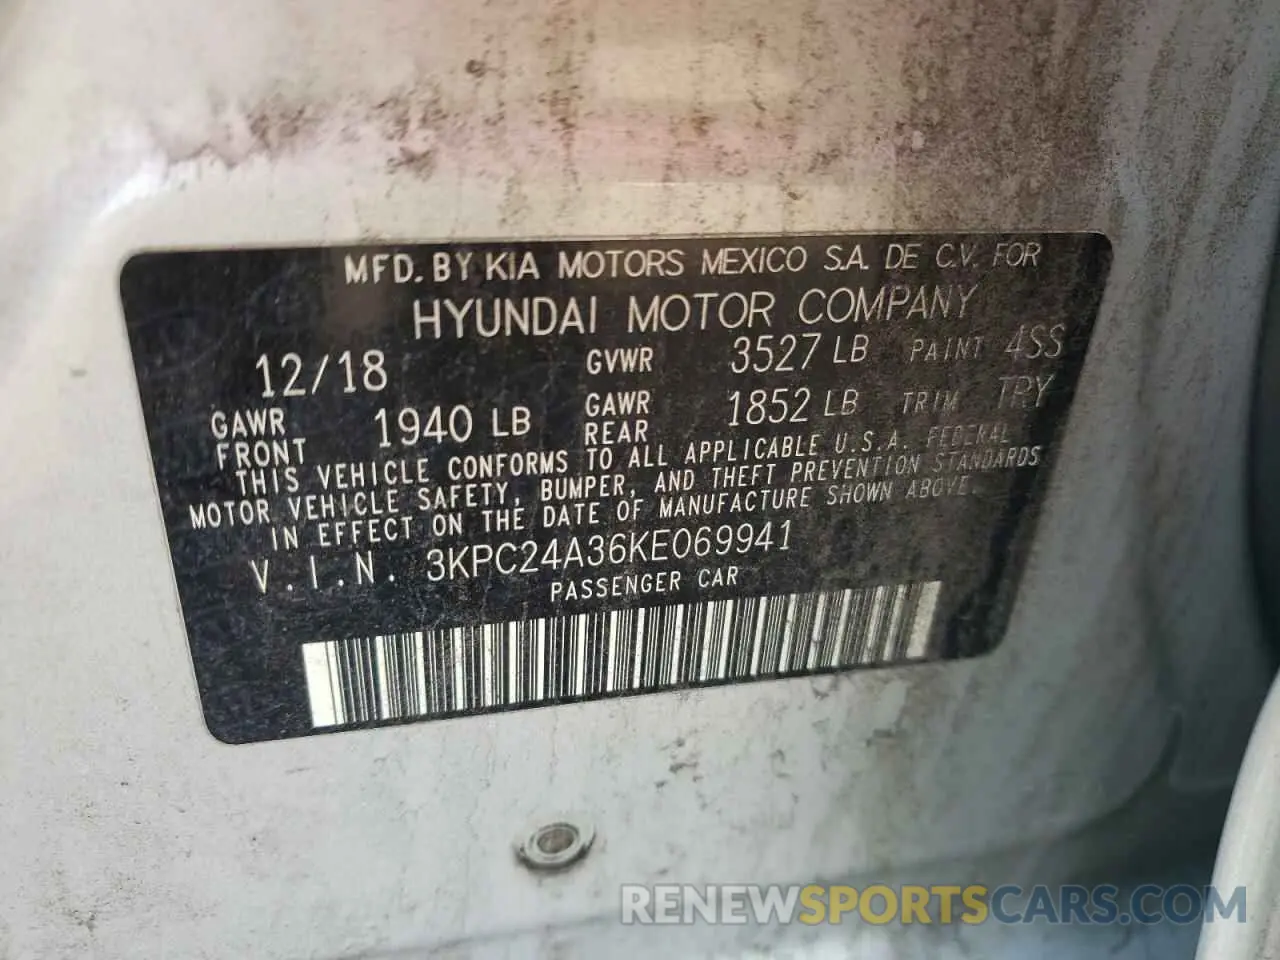 MFD. BY KIA MOTORS MEXICO S.A. DE C.V. FOR
HYUNDAI MOTOR COMPANY
12/18 GVWR 3527 LB PAINT 4SS
GAWR FRONT 1940 LB GAWR REAR 1852 LB TRIM TRY
THIS VEHICLE CONFORMS TO ALL APPLICABLE U.S.A. FEDERAL
MOTOR VEHICLE SAFETY, BUMPER, AND THEFT PREVENTION STANDARDS
IN EFFECT ON THE DATE OF MANUFACTURE SHOWN ABOVE.
V.I.N. 3KPC24A36KE069941
PASSENGER CAR
RENEWSPORTSCARS.COM